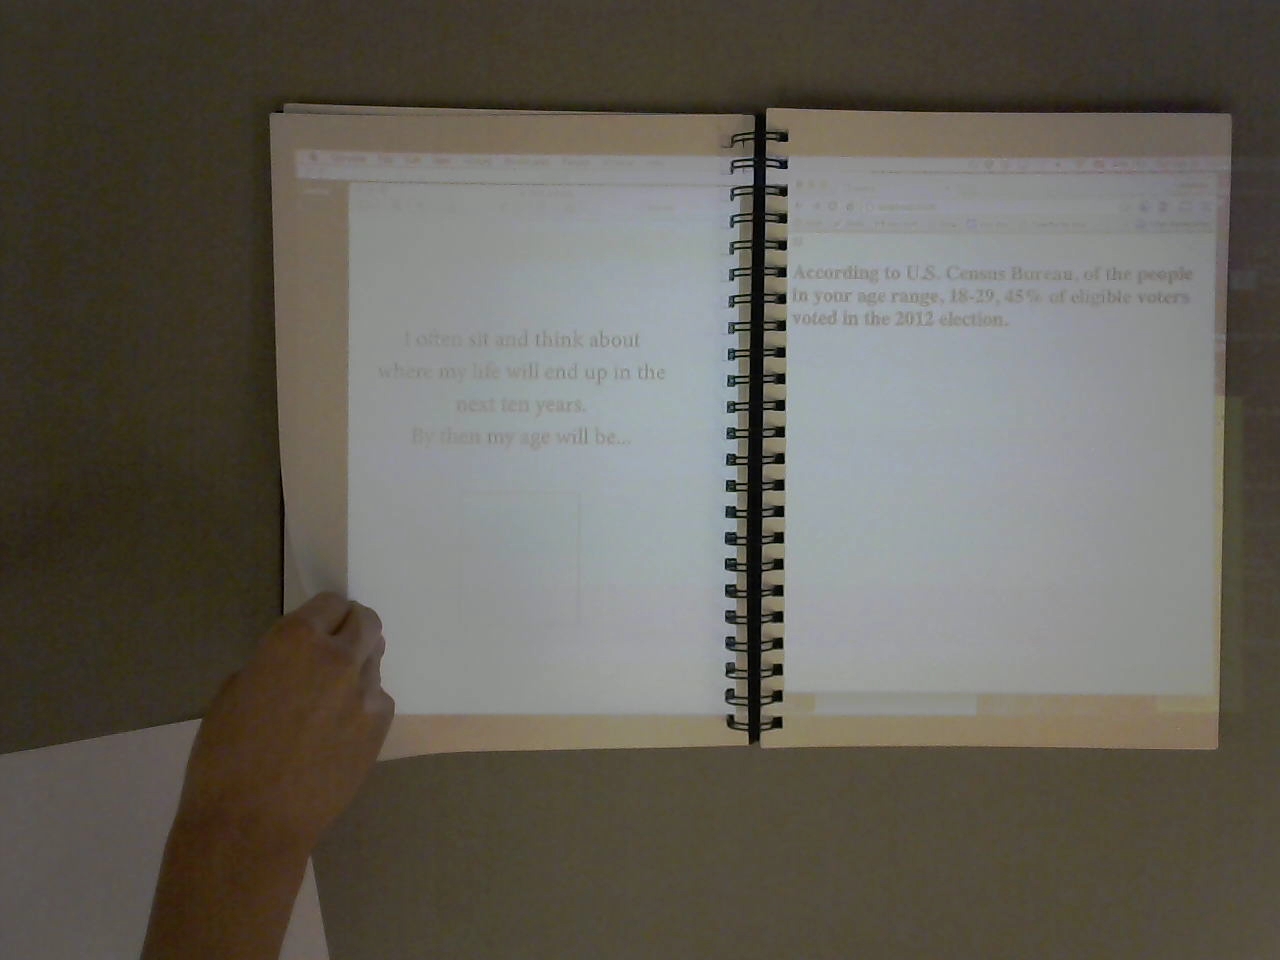 I often sit and think about
where my life will end up in the
next ten years.
By then my age will be...
According to U.S. Census Bureau, of the people
in your age range, 18-29, 45% of eligible voters
voted in the 2012 election.